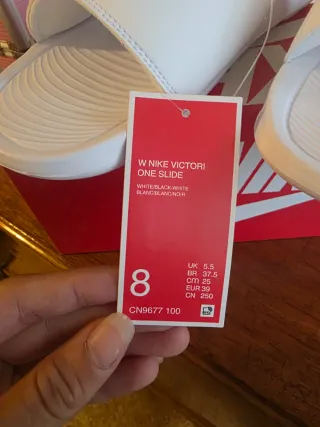 W NIKE VICTORI
ONE SLIDE
WHITE/BLACK/WHITE
BLANC/BLANC/NOIR
8
UK 5.5
BR 37.5
CM 25
EUR 39
CN 250
CN9677 100